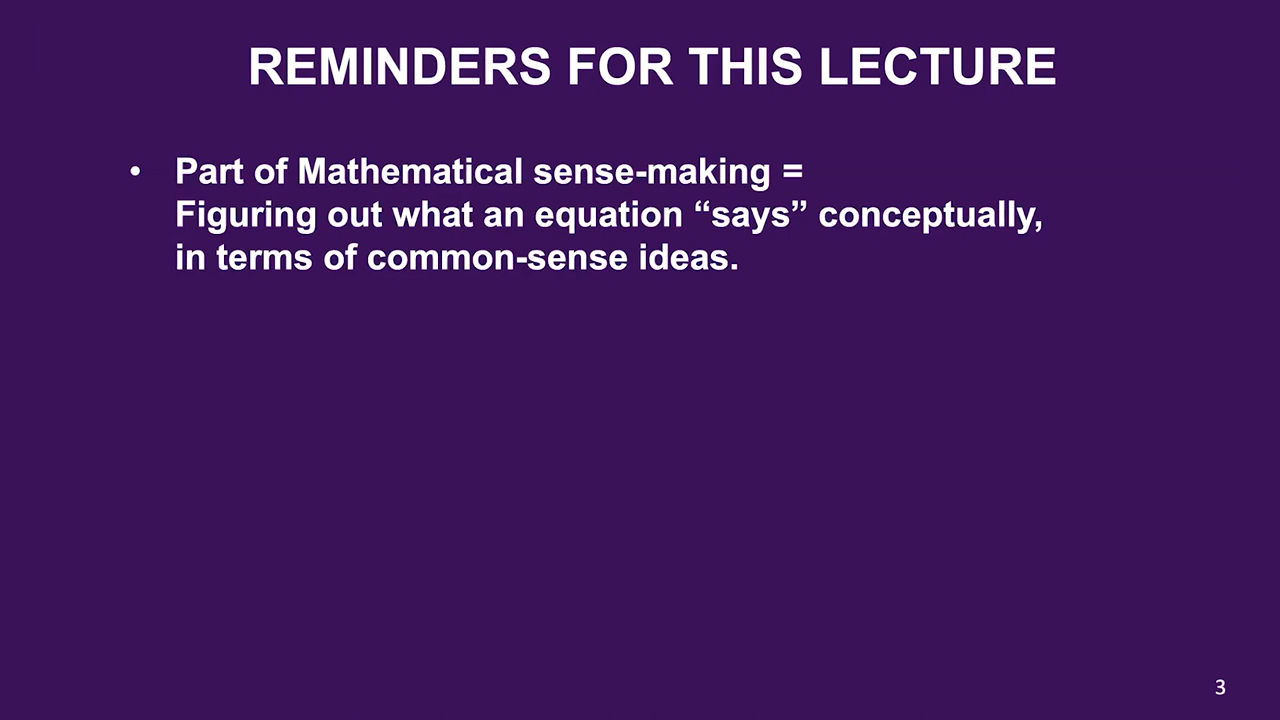 REMINDERS FOR THIS LECTURE
• Part of Mathematical sense-making =
Figuring out what an equation “says” conceptually,
in terms of common-sense ideas.
3